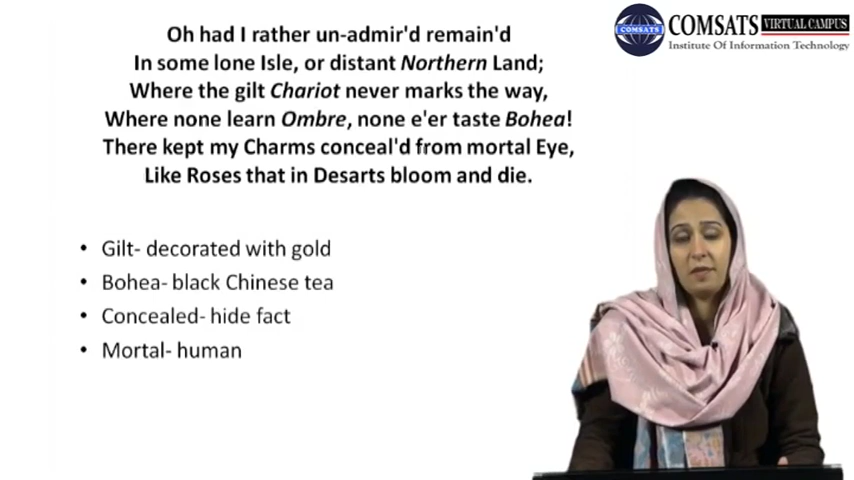 Oh had I rather un-admir'd remain'd
In some lone Isle, or distant Northern Land;
Where the gilt Chariot never marks the way,
Where none learn Ombre, none e'er taste Bohea!
There kept my Charms conceal'd from mortal Eye,
Like Roses that in Desarts bloom and die.
COMSATS VIRTUAL CAMPUS
Institute Of Information Technology
COMSATS
• Gilt- decorated with gold
• Bohea- black Chinese tea
• Concealed- hide fact
• Mortal- human